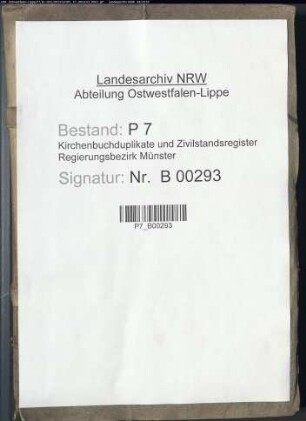 Landesarchiv NRW
Abteilung Ostwestfalen-Lippe
Bestand: P 7
Kirchenbuchduplikate und Zivilstandsregister
Regierungsbezirk Münster
Signatur: Nr. B 00293
P7_B00293